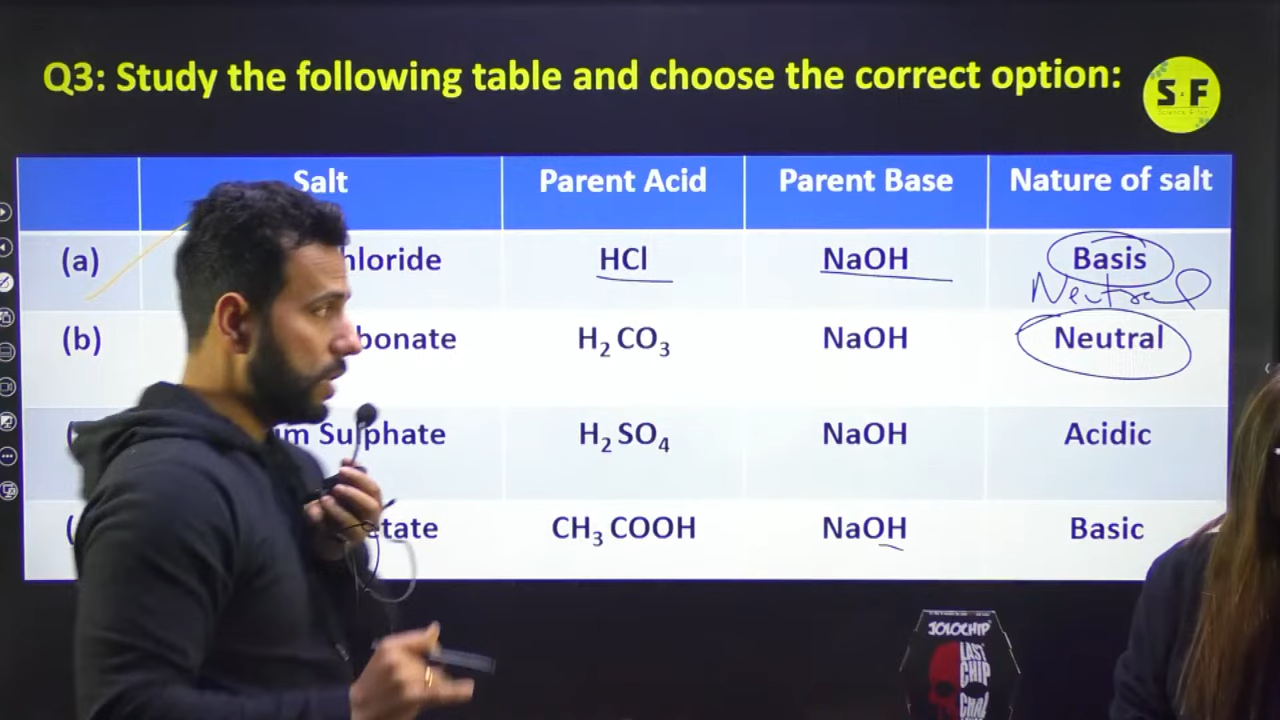 Q3: Study the following table and choose the correct option:
S F
Salt Parent Acid Parent Base Nature of salt
(a) hloride HCl NaOH Basis
Neutral
(b) bonate H₂CO₃ NaOH Neutral
m Sulphate H₂SO₄ NaOH Acidic
etate CH₃COOH NaOH Basic
JOLOCHIP
LAST
CHIP